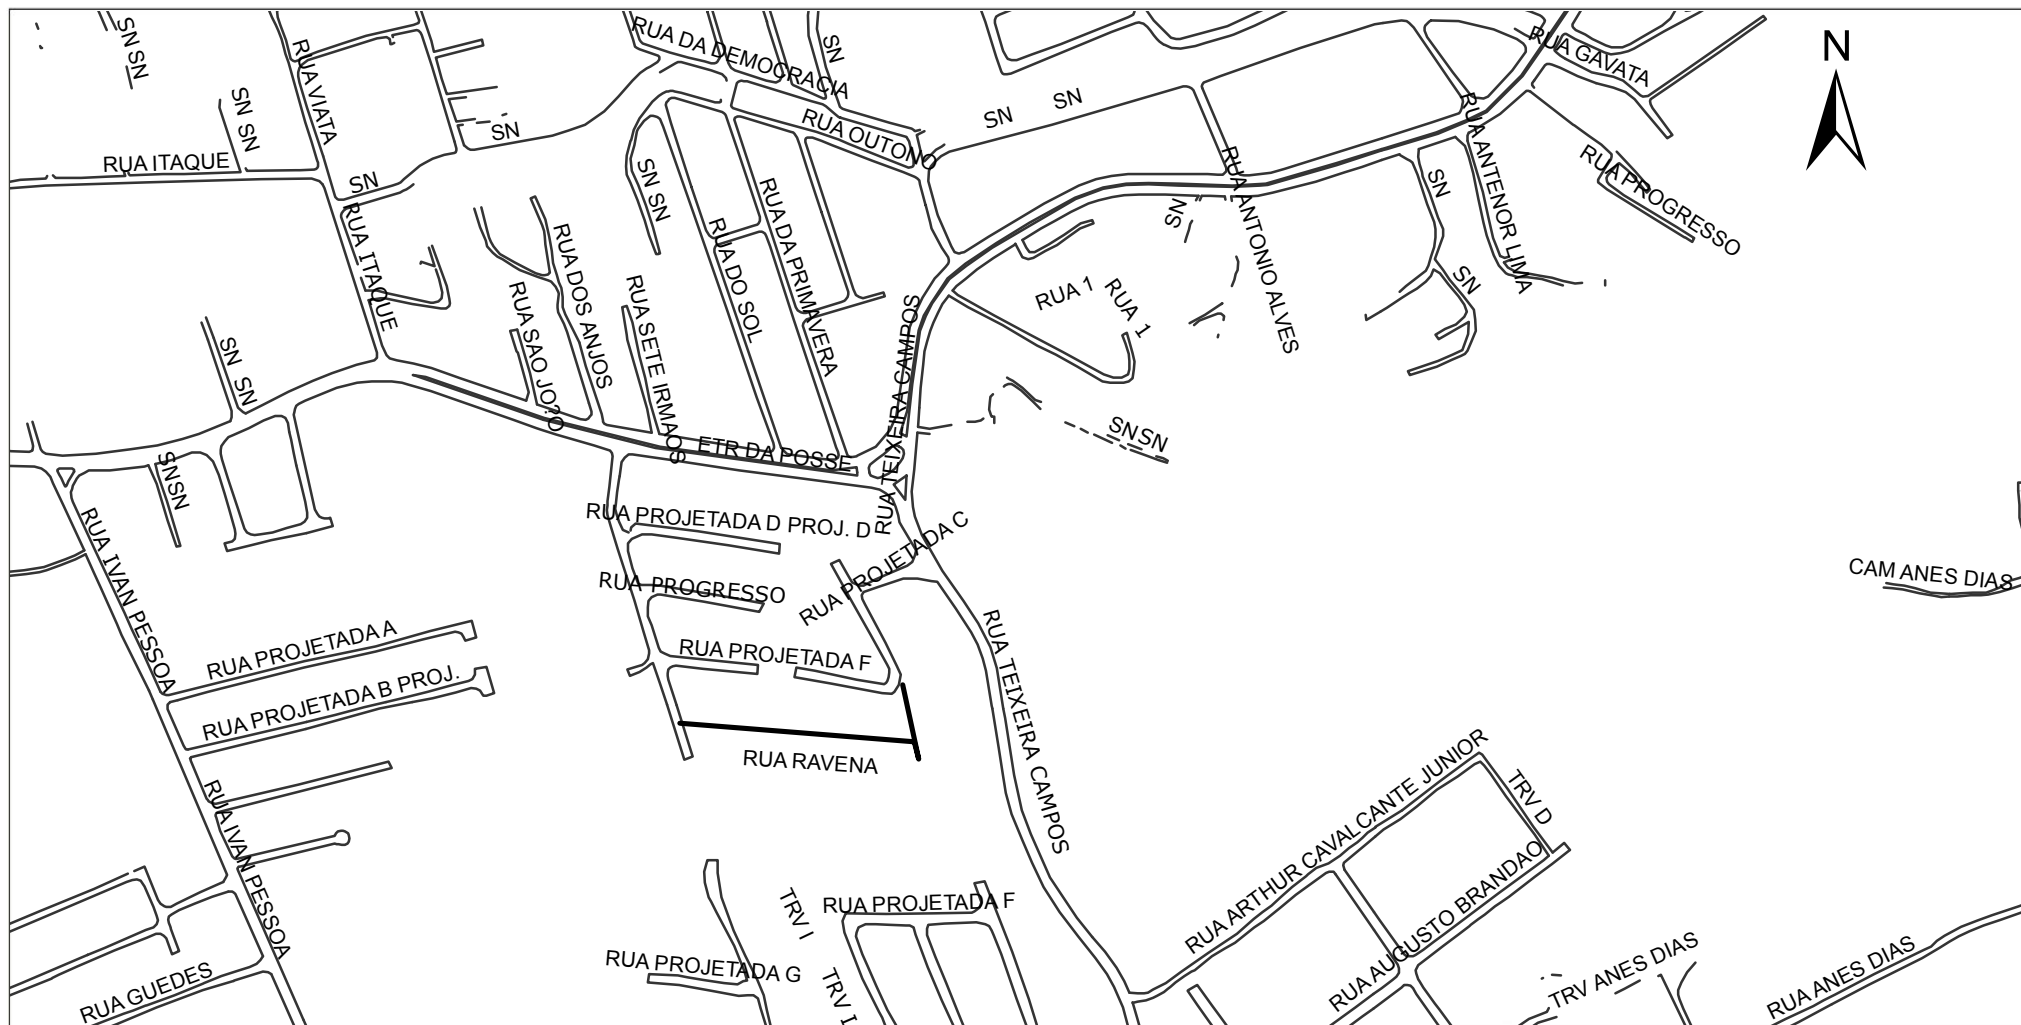 SN SN
RUA VIATA
RUA DA DEMOCRACIA
SN
RUA GAVATA
N
SN SN
SN
RUA OUTONO
SN
SN
RUA ANTENOR LIMA
RUA PROGRESSO
RUA ITAQUE
SN
RUA ITAQUE
SN SN
RUA DO SOL
RUA DA PRIMAVERA
RUA ANTONIO ALVES
SN
SN
SN
RUA DOS ANJOS
RUA SAO JO?O
RUA SETE IRMAOS
RUA 1
RUA 1
SN SN
RUA TEIXEIRA CAMPOS
ETR DA POSSE
SN SN
SN SN
RUA IVAN PESSOA
RUA PROJETADA D PROJ. D
RUA PROJETADA C
RUA PROGRESSO
CAM ANES DIAS
RUA PROJETADA A
RUA PROJETADA F
RUA TEIXEIRA CAMPOS
RUA PROJETADA B PROJ.
RUA RAVENA
RUA IVAN PESSOA
RUA ARTHUR CAVALCANTE JUNIOR
TRV D
RUA AUGUSTO BRANDAO
TRV I
RUA PROJETADA F
RUA PROJETADA G
TRV I
RUA GUEDES
TRV ANES DIAS
RUA ANES DIAS